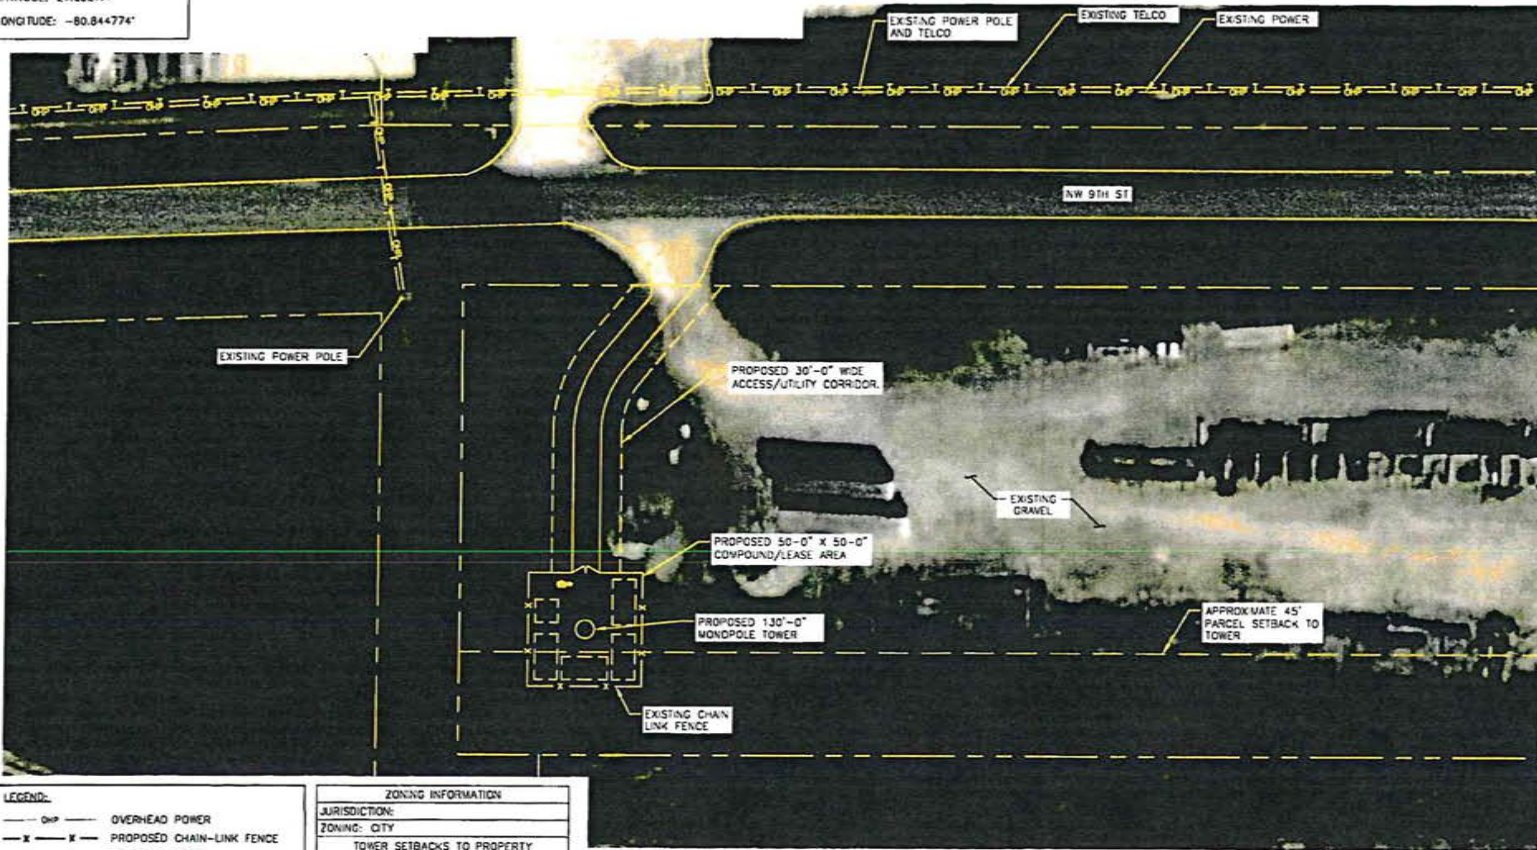 LONGITUDE: -80.844774°
EXISTING POWER POLE
AND TELCO
EXISTING TELCO
EXISTING POWER
NW 9TH ST
EXISTING POWER POLE
PROPOSED 30'-0" WIDE
ACCESS/UTILITY CORRIDOR.
EXISTING
GRAVEL
PROPOSED 50-0" X 50-0"
COMPOUND/LEASE AREA
PROPOSED 130'-0"
MONOPOLE TOWER
APPROXIMATE 45'
PARCEL SETBACK TO
TOWER
EXISTING CHAIN
LINK FENCE
LEGEND:
OHP OVERHEAD POWER
X X PROPOSED CHAIN-LINK FENCE
ZONING INFORMATION
JURISDICTION:
ZONING: CITY
TOWER SETBACKS TO PROPERTY